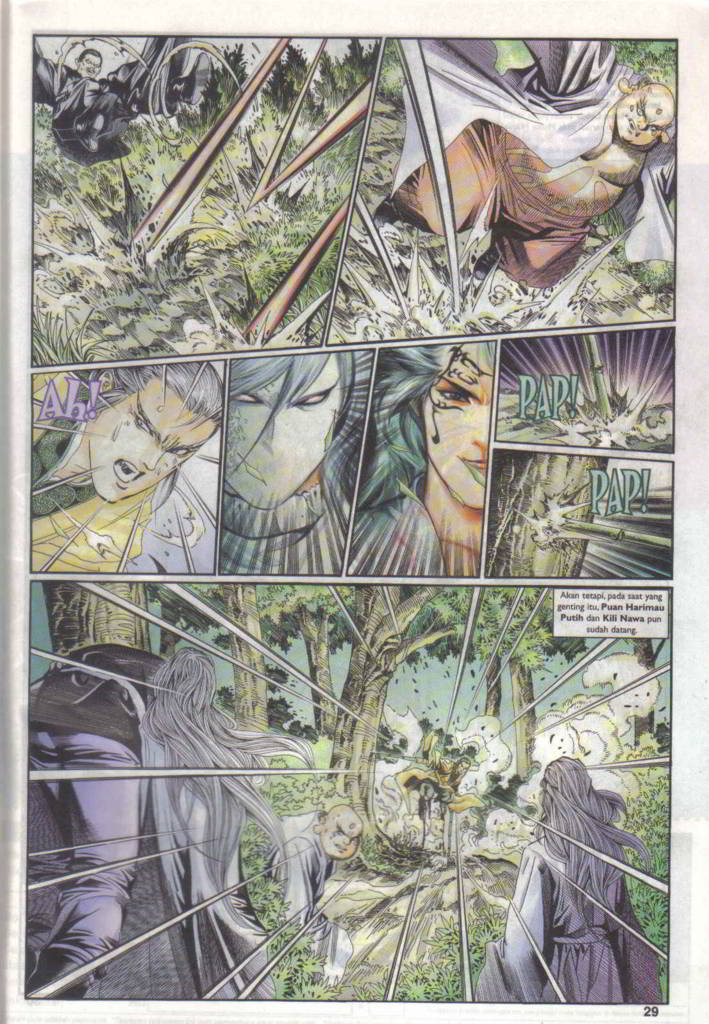 AH!
PAP!
PAP!
Akan tetapi, pada saat yang
genting itu, Puan Harimau
Putih dan Kili Nawa pun
sudah datang.
29